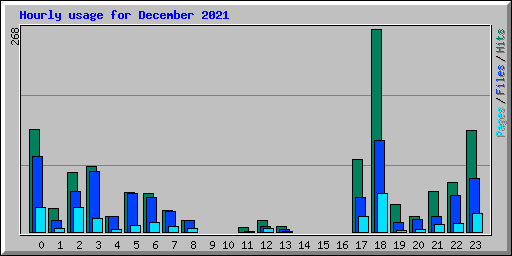 Hourly usage for December 2021
268
Pages/Files/Hits
0 1 2 3 4 5 6 7 8 9 10 11 12 13 14 15 16 17 18 19 20 21 22 23